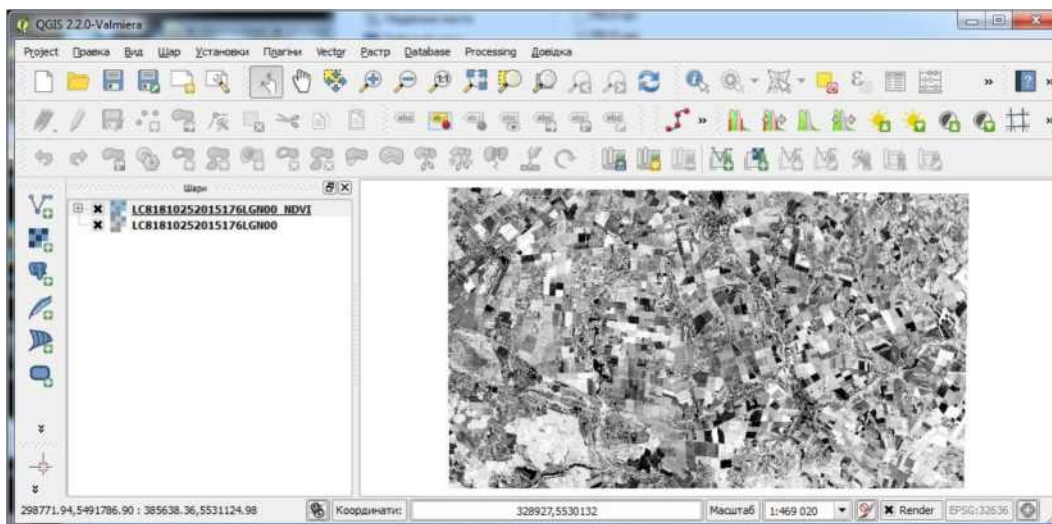 QGIS 2.2.0-Valmiera
Project Правка Вид Шар Установки Плагіни Vectоr Растр Database Processing Довідка
Шари
LC81810252015176LGN00_NDVI
LC81810252015176LGN00
298771.94,5491786.90 : 385638.36,5531124.98 Координати: 328927,5530132 Масштаб 1:469 020 Render EPSG:32636